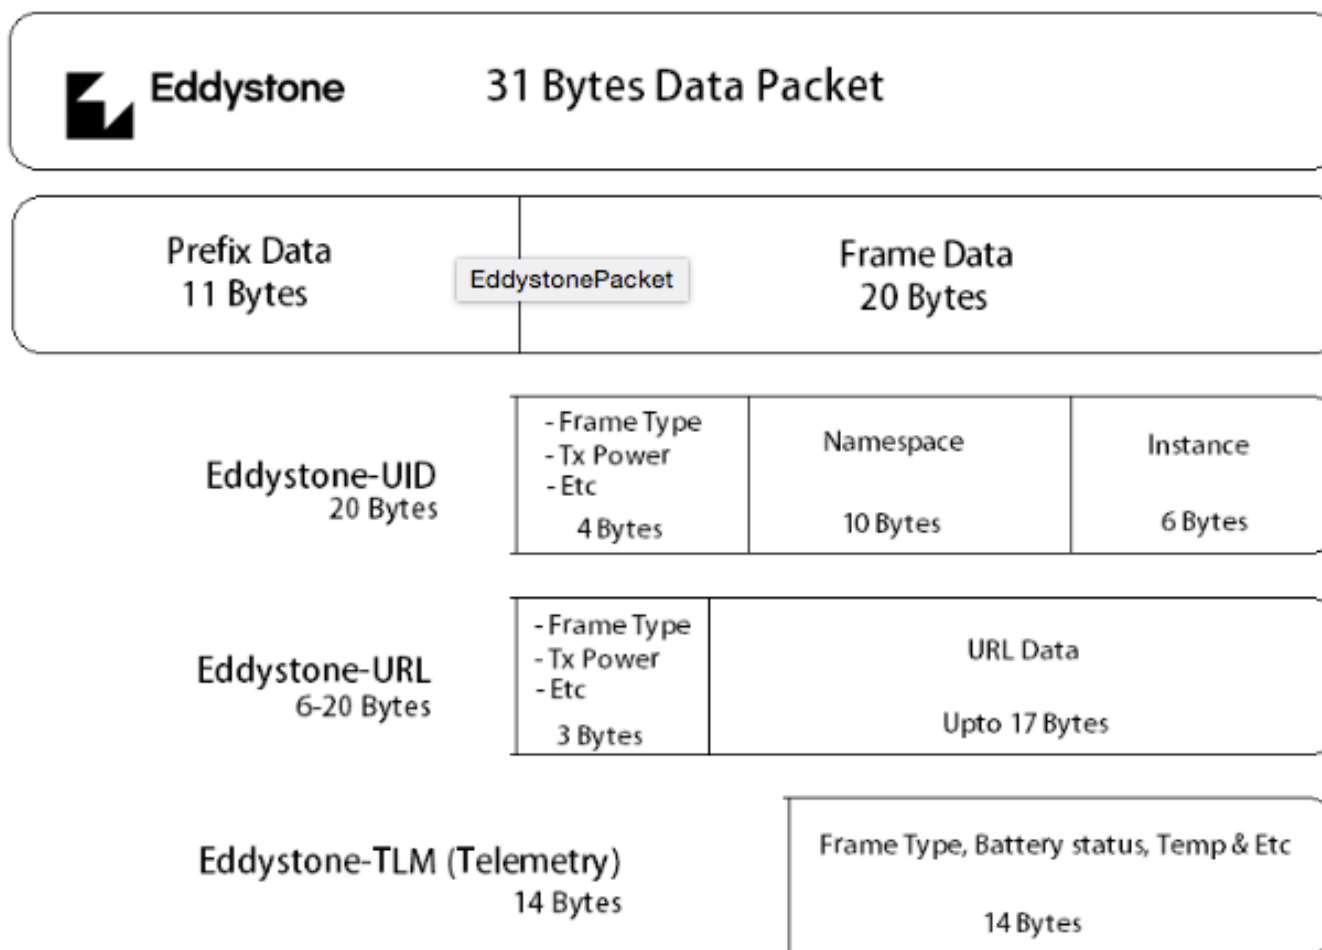 Eddystone 31 Bytes Data Packet
Prefix Data
11 Bytes
EddystonePacket
Frame Data
20 Bytes
Eddystone-UID
20 Bytes
- Frame Type
- Tx Power
- Etc
4 Bytes
Namespace
10 Bytes
Instance
6 Bytes
Eddystone-URL
6-20 Bytes
- Frame Type
- Tx Power
- Etc
3 Bytes
URL Data
Upto 17 Bytes
Eddystone-TLM (Telemetry)
14 Bytes
Frame Type, Battery status, Temp & Etc
14 Bytes